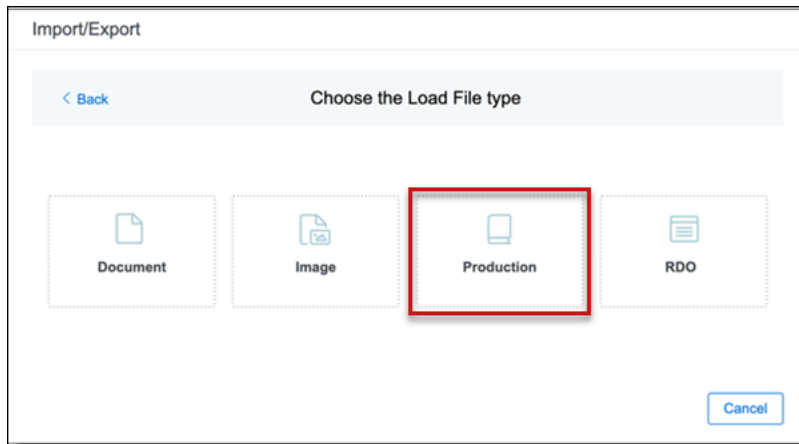 Import/Export
Back
Choose the Load File type
Document
Image
Production
RDO
Cancel